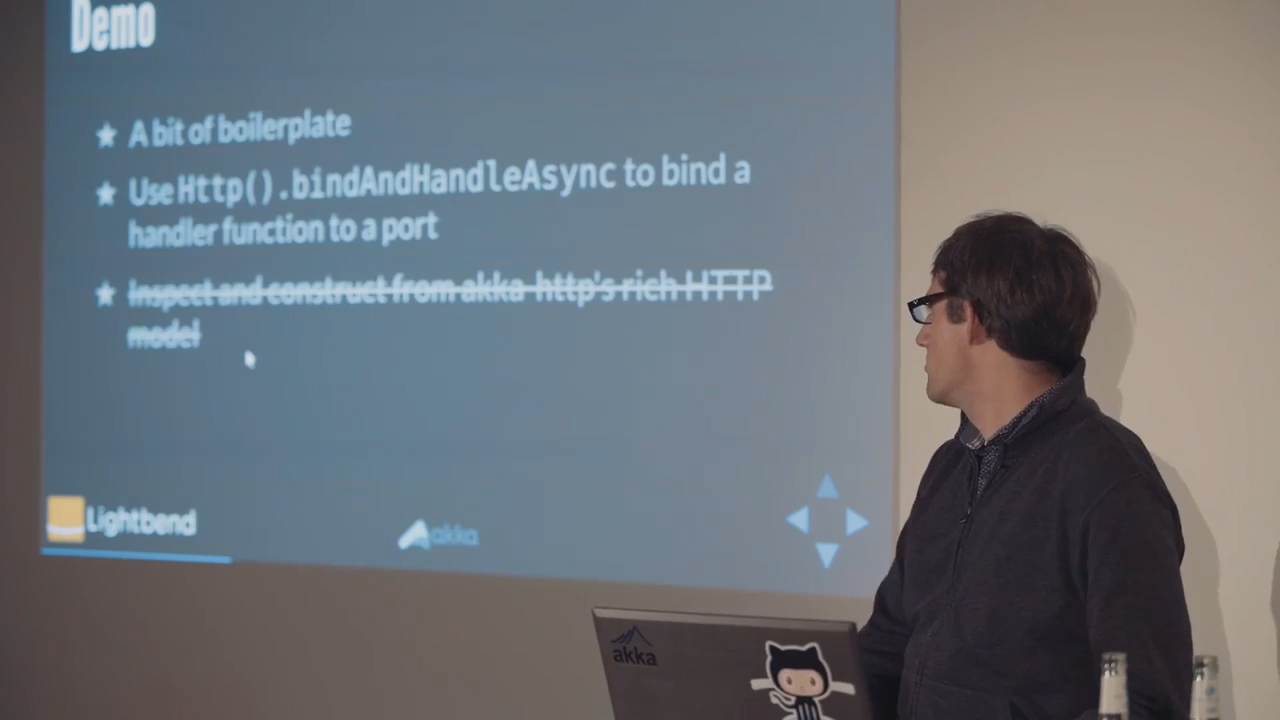 Demo
A bit of boilerplate
Use Http().bindAndHandleAsync to bind a
handler function to a port
Inspect and construct from akka-http's rich HTTP
model
Lightbend
akka
akka